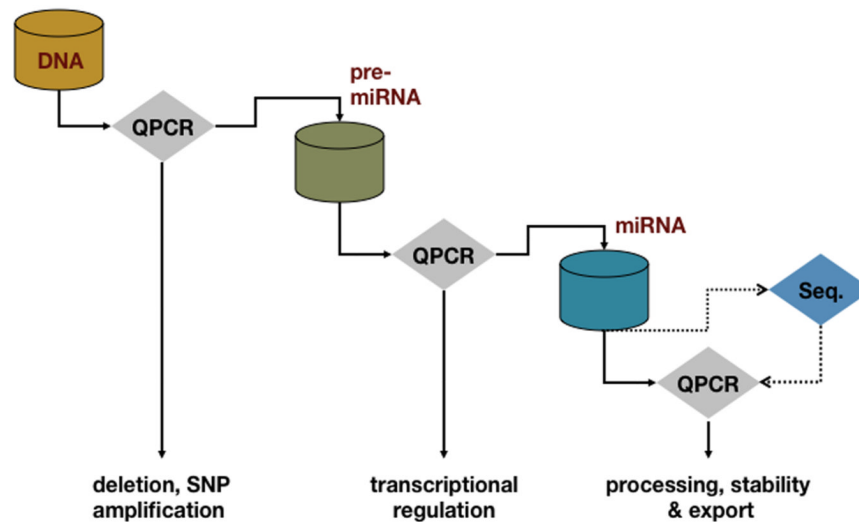 DNA
QPCR
pre-
miRNA
QPCR
miRNA
Seq.
QPCR
deletion, SNP
amplification
transcriptional
regulation
processing, stability
& export